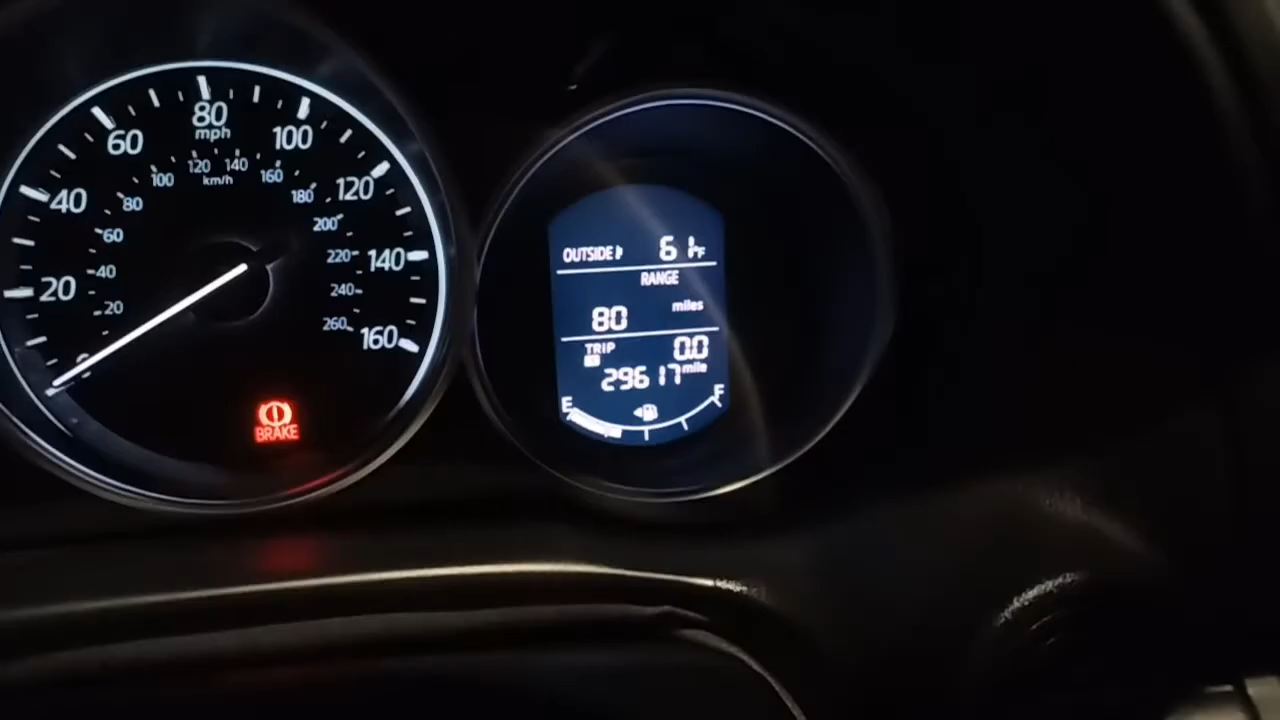 20
40
60
80
mph
100
120
140
160
20
40
60
80
100
120
140
km/h
160
180
200
220
240
260
BRAKE
OUTSIDE 61°F
RANGE
80 miles
TRIP 0.0
29617 mile
E F